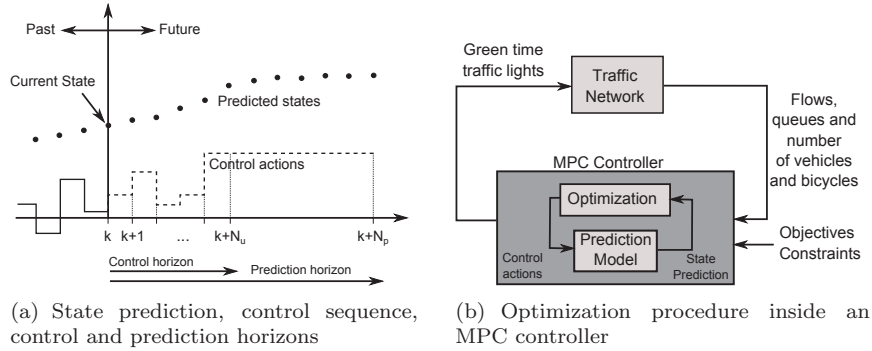 Past
Future
Current State
Predicted states
Control actions
k
k+1
...
k+Nu
k+Np
Control horizon
Prediction horizon
(a) State prediction, control sequence,
control and prediction horizons
Green time
traffic lights
Traffic
Network
Flows,
queues and
number
of vehicles
and bicycles
MPC Controller
Optimization
Prediction
Model
Control
actions
State
Prediction
Objectives
Constraints
(b) Optimization procedure inside an
MPC controller